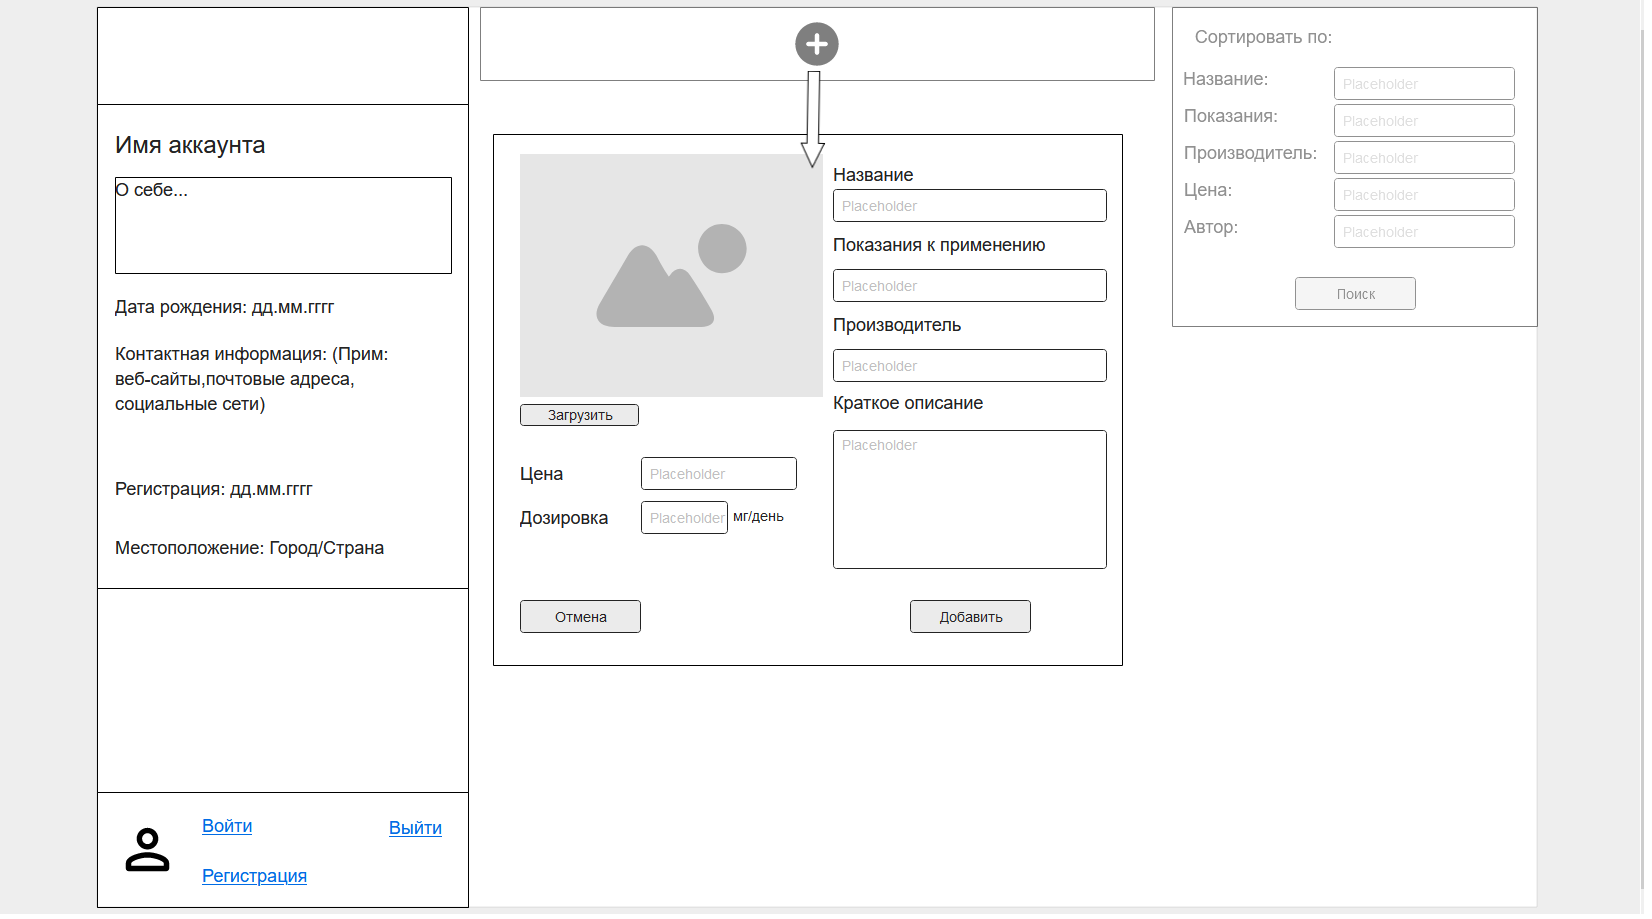 Имя аккаунта
О себе...
Дата рождения: дд.мм.гггг
Контактная информация: (Прим:
веб-сайты,почтовые адреса,
социальные сети)
Регистрация: дд.мм.гггг
Местоположение: Город/Страна
Войти
Выйти
Регистрация
Загрузить
Цена
Placeholder
Дозировка
Placeholder
мг/день
Отмена
Название
Placeholder
Показания к применению
Placeholder
Производитель
Placeholder
Краткое описание
Placeholder
Добавить
Сортировать по:
Название:
Placeholder
Показания:
Placeholder
Производитель:
Placeholder
Цена:
Placeholder
Автор:
Placeholder
Поиск